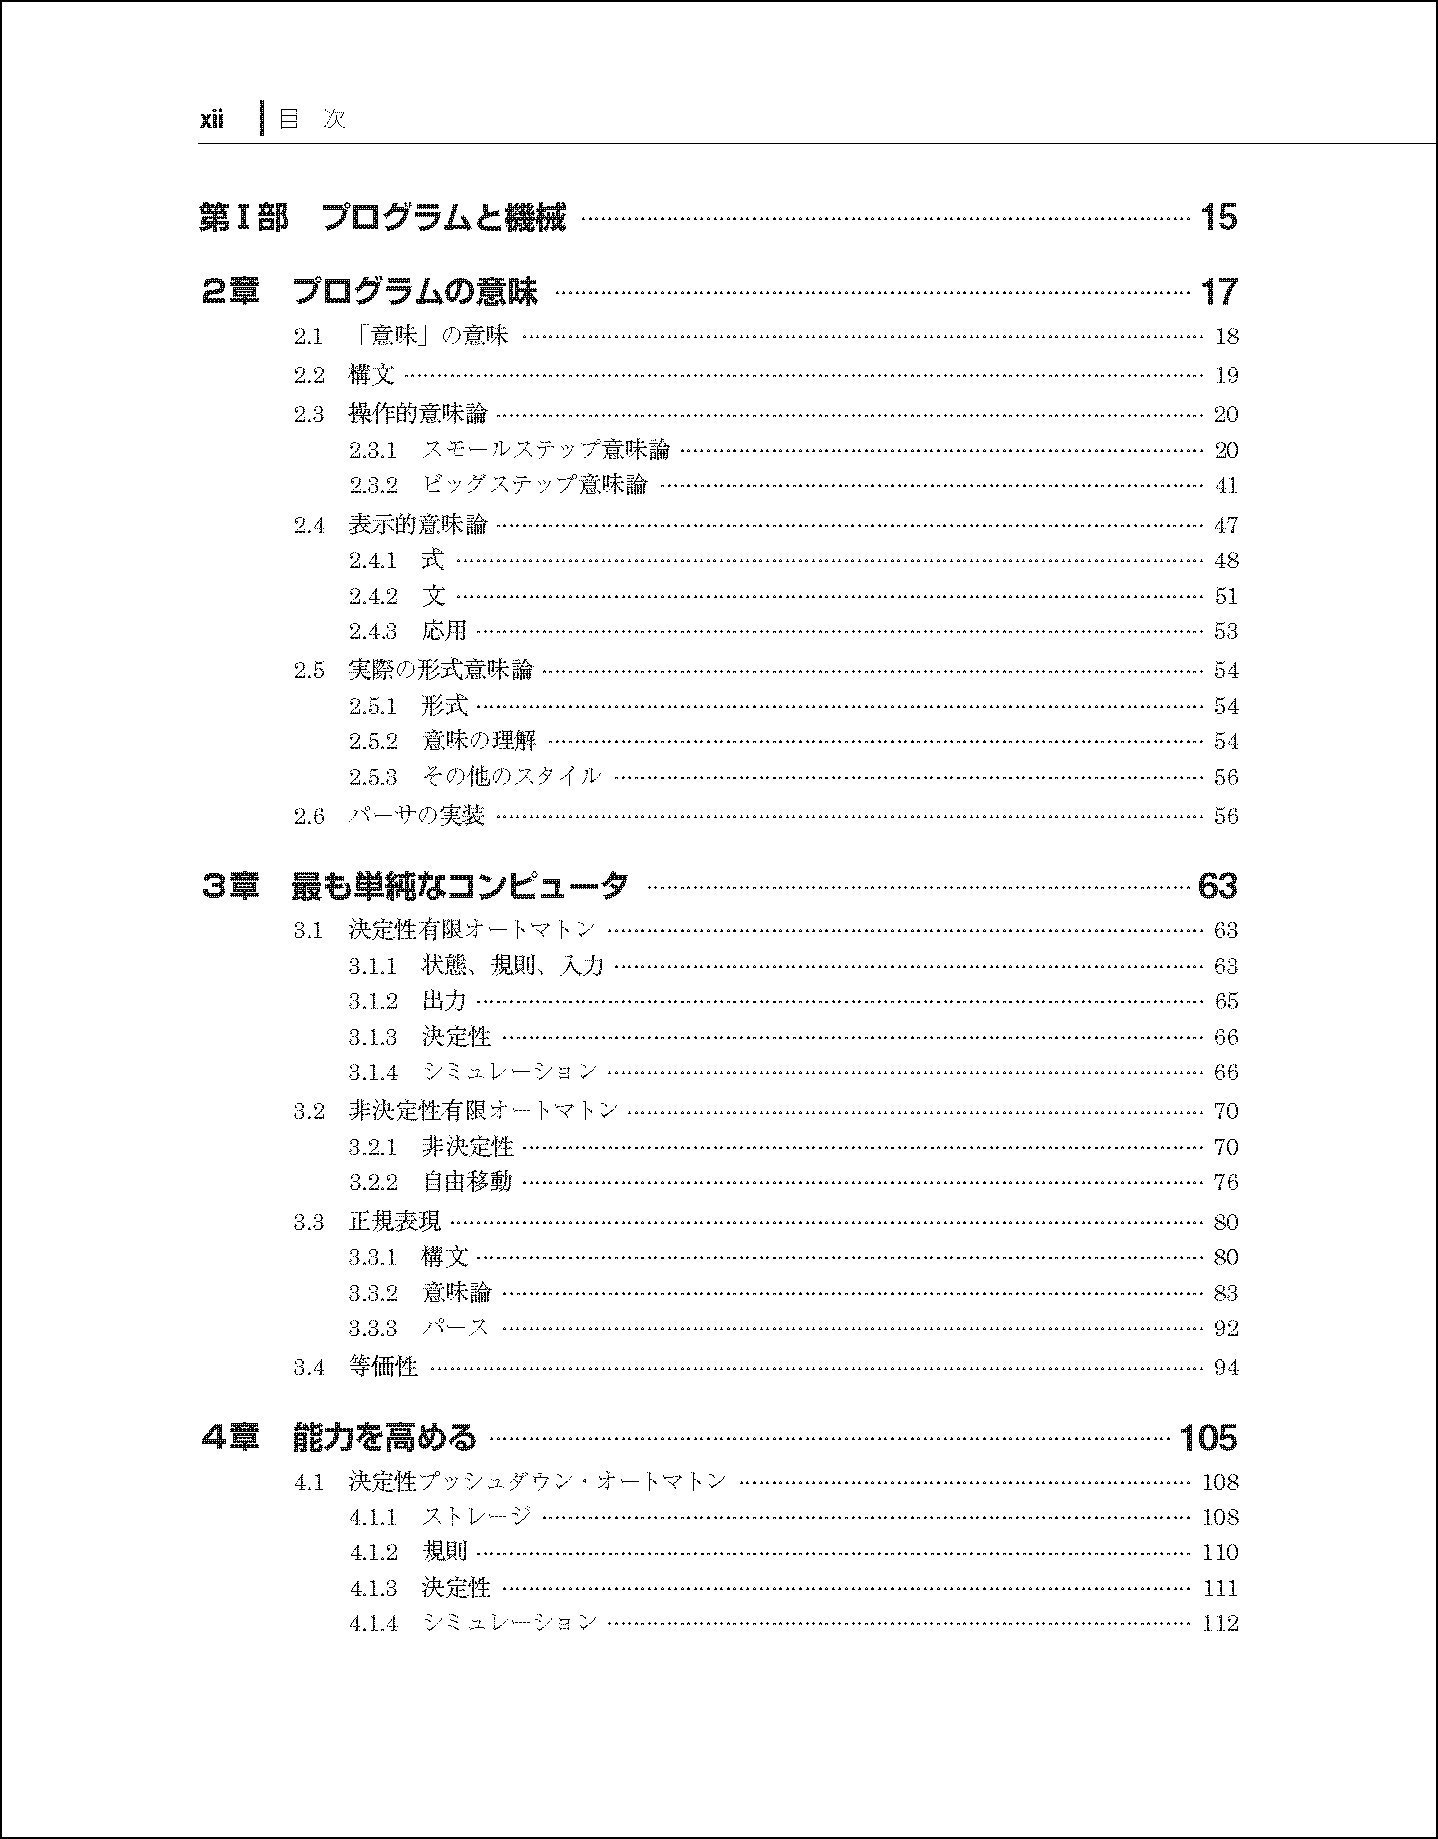 xii 目 次
第Ⅰ部 プログラムと機械 …… 15
2章 プログラムの意味 …… 17
2.1 「意味」の意味 …… 18
2.2 構文 …… 19
2.3 操作的意味論 …… 20
2.3.1 スモールステップ意味論 …… 20
2.3.2 ビッグステップ意味論 …… 41
2.4 表示的意味論 …… 47
2.4.1 式 …… 48
2.4.2 文 …… 51
2.4.3 応用 …… 53
2.5 実際の形式意味論 …… 54
2.5.1 形式 …… 54
2.5.2 意味の理解 …… 54
2.5.3 その他のスタイル …… 56
2.6 パーサの実装 …… 56
3章 最も単純なコンピュータ …… 63
3.1 決定性有限オートマトン …… 63
3.1.1 状態、規則、入力 …… 63
3.1.2 出力 …… 65
3.1.3 決定性 …… 66
3.1.4 シミュレーション …… 66
3.2 非決定性有限オートマトン …… 70
3.2.1 非決定性 …… 70
3.2.2 自由移動 …… 76
3.3 正規表現 …… 80
3.3.1 構文 …… 80
3.3.2 意味論 …… 83
3.3.3 パース …… 92
3.4 等価性 …… 94
4章 能力を高める …… 105
4.1 決定性プッシュダウン・オートマトン …… 108
4.1.1 ストレージ …… 108
4.1.2 規則 …… 110
4.1.3 決定性 …… 111
4.1.4 シミュレーション …… 112